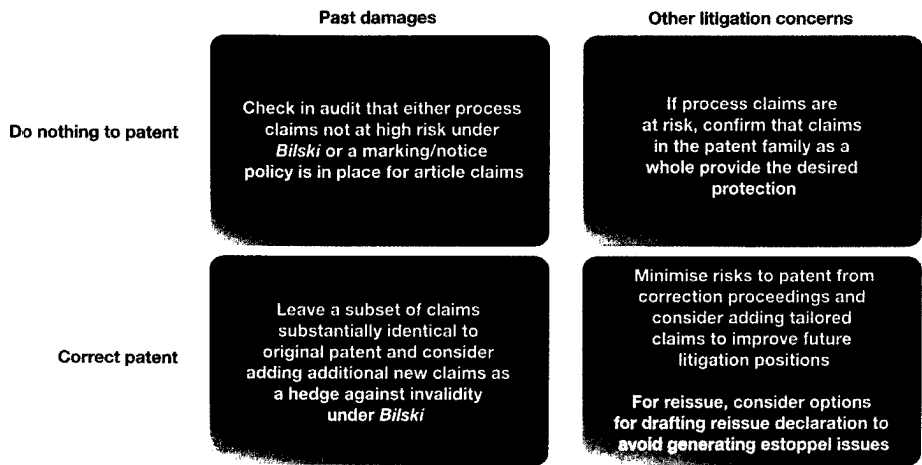 Past damages
Other litigation concerns
Do nothing to patent
Check in audit that either process
claims not at high risk under
Bilski or a marking/notice
policy is in place for article claims
If process claims are
at risk, confirm that claims
in the patent family as a
whole provide the desired
protection
Correct patent
Leave a subset of claims
substantially identical to
original patent and consider
adding additional new claims as
a hedge against invalidity
under Bilski
Minimise risks to patent from
correction proceedings and
consider adding tailored
claims to improve future
litigation positions
For reissue, consider options
for drafting reissue declaration to
avoid generating estoppel issues